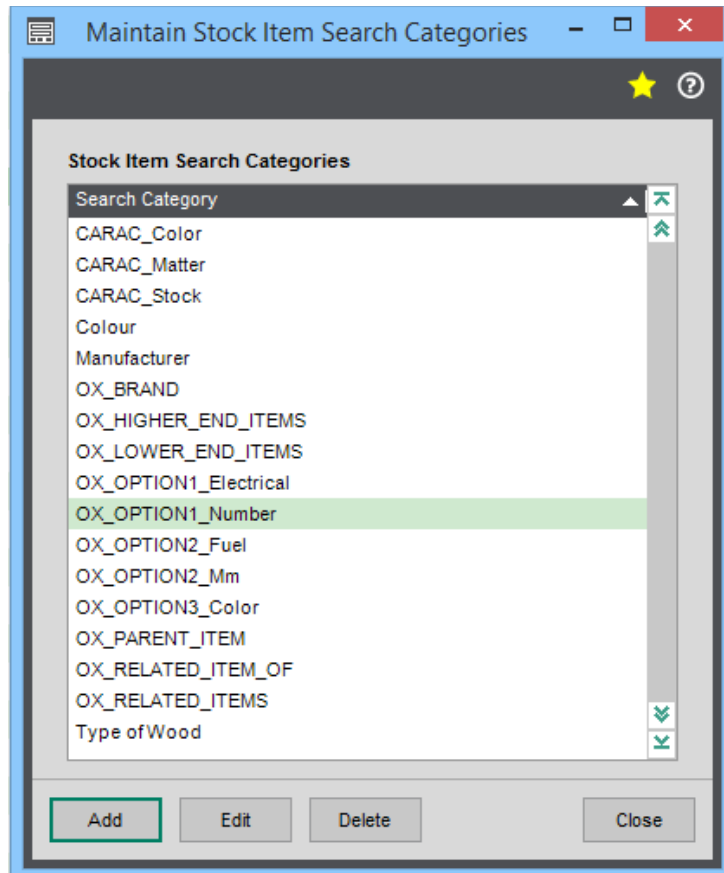 Maintain Stock Item Search Categories
Stock Item Search Categories
Search Category
CARAC_Color
CARAC_Matter
CARAC_Stock
Colour
Manufacturer
OX_BRAND
OX_HIGHER_END_ITEMS
OX_LOWER_END_ITEMS
OX_OPTION1_Electrical
OX_OPTION1_Number
OX_OPTION2_Fuel
OX_OPTION2_Mm
OX_OPTION3_Color
OX_PARENT_ITEM
OX_RELATED_ITEM_OF
OX_RELATED_ITEMS
Type of Wood
Add Edit Delete Close